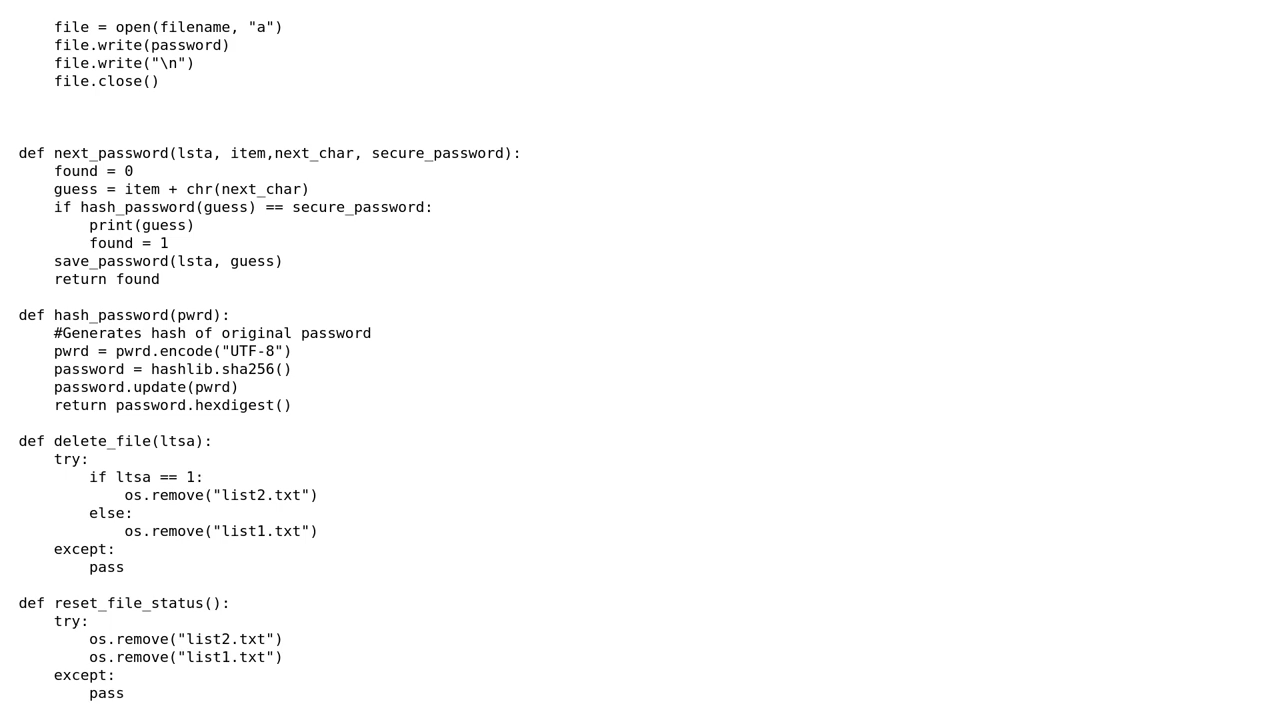 file = open(filename, "a")
    file.write(password)
    file.write("\n")
    file.close()

def next_password(lsta, item,next_char, secure_password):
    found = 0
    guess = item + chr(next_char)
    if hash_password(guess) == secure_password:
        print(guess)
        found = 1
    save_password(lsta, guess)
    return found

def hash_password(pwrd):
    #Generates hash of original password
    pwrd = pwrd.encode("UTF-8")
    password = hashlib.sha256()
    password.update(pwrd)
    return password.hexdigest()

def delete_file(ltsa):
    try:
        if ltsa == 1:
            os.remove("list2.txt")
        else:
            os.remove("list1.txt")
    except:
        pass

def reset_file_status():
    try:
        os.remove("list2.txt")
        os.remove("list1.txt")
    except:
        pass